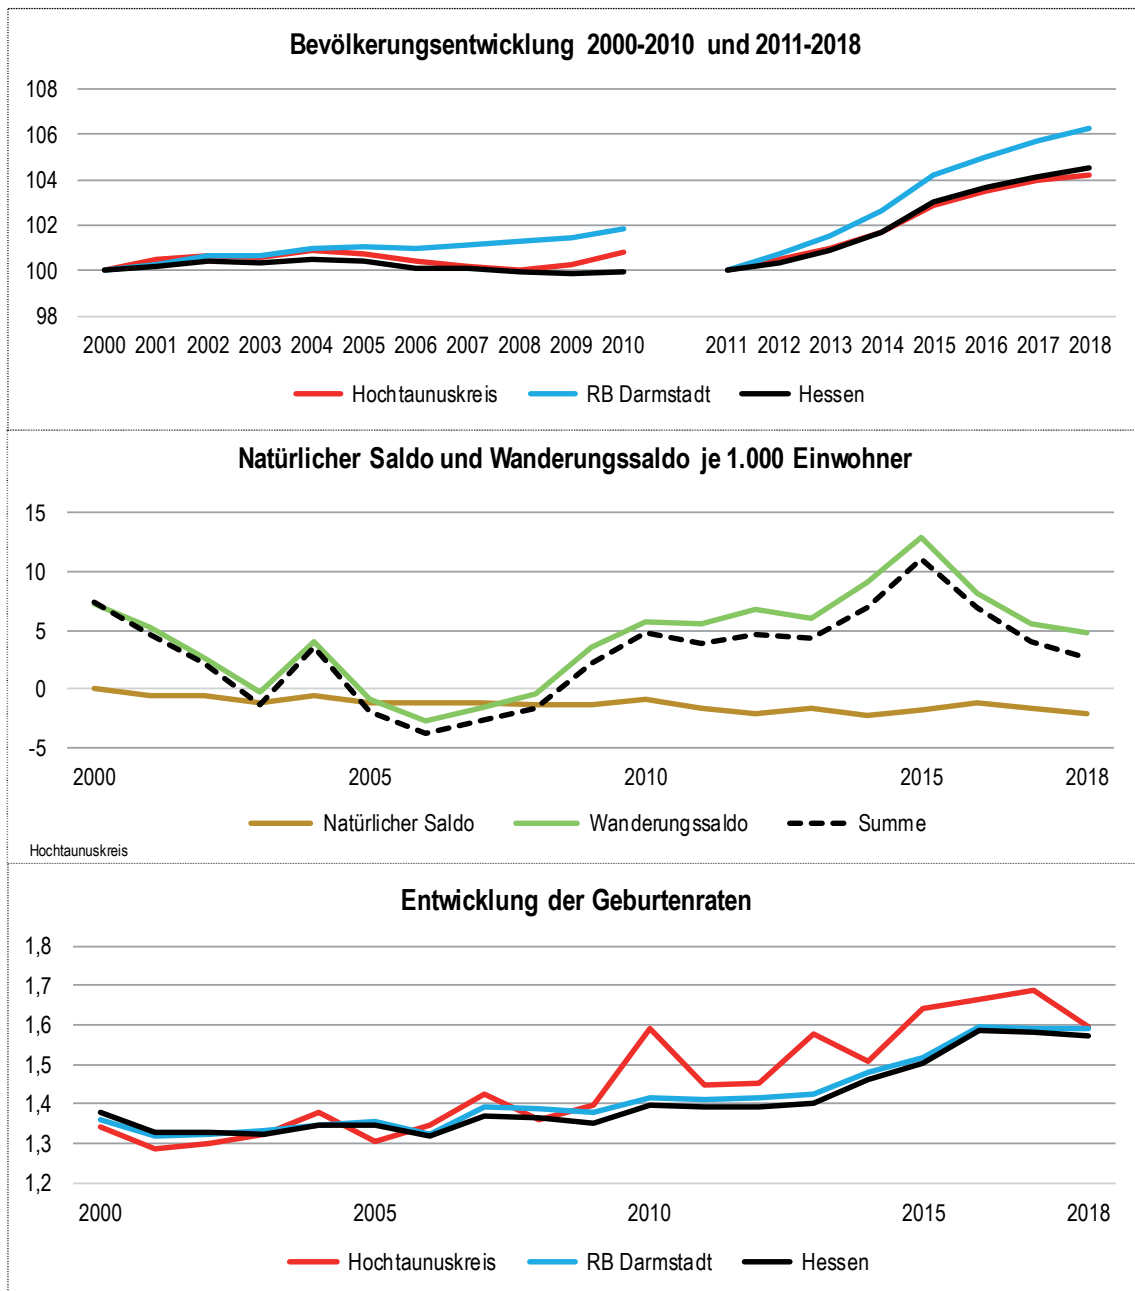 Bevölkerungsentwicklung 2000-2010 und 2011-2018
108
106
104
102
100
98
2000 2001 2002 2003 2004 2005 2006 2007 2008 2009 2010 2011 2012 2013 2014 2015 2016 2017 2018
Hochtaunuskreis RB Darmstadt Hessen
Natürlicher Saldo und Wanderungssaldo je 1.000 Einwohner
15
10
5
0
-5
2000 2005 2010 2015 2018
Natürlicher Saldo Wanderungssaldo Summe
Hochtaunuskreis
Entwicklung der Geburtenraten
1,8
1,7
1,6
1,5
1,4
1,3
1,2
2000 2005 2010 2015 2018
Hochtaunuskreis RB Darmstadt Hessen